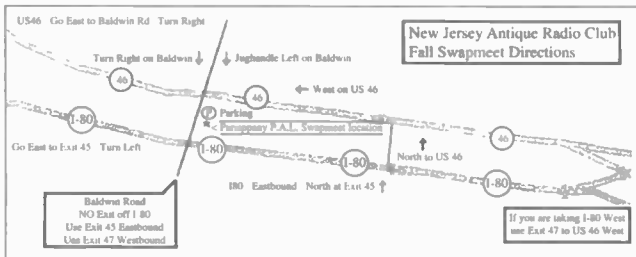 US46 Go East to Baldwin Rd Turn Right
New Jersey Antique Radio Club
Fall Swapmeet Directions
Turn Right on Baldwin ↓
↓ Jughandle Left on Baldwin
46
46
← West on US 46
P Parking
★ < Parsippany P.A.L. Swapmeet location
I-80
I-80
46
Go East to Exit 45 Turn Left
↑
North to US 46
I-80
I-80
I80 Eastbound North at Exit 45 ↑
Baldwin Road
NO Exit off I 80
Use Exit 45 Eastbound
Use Exit 47 Westbound
If you are taking I-80 West
use Exit 47 to US 46 West